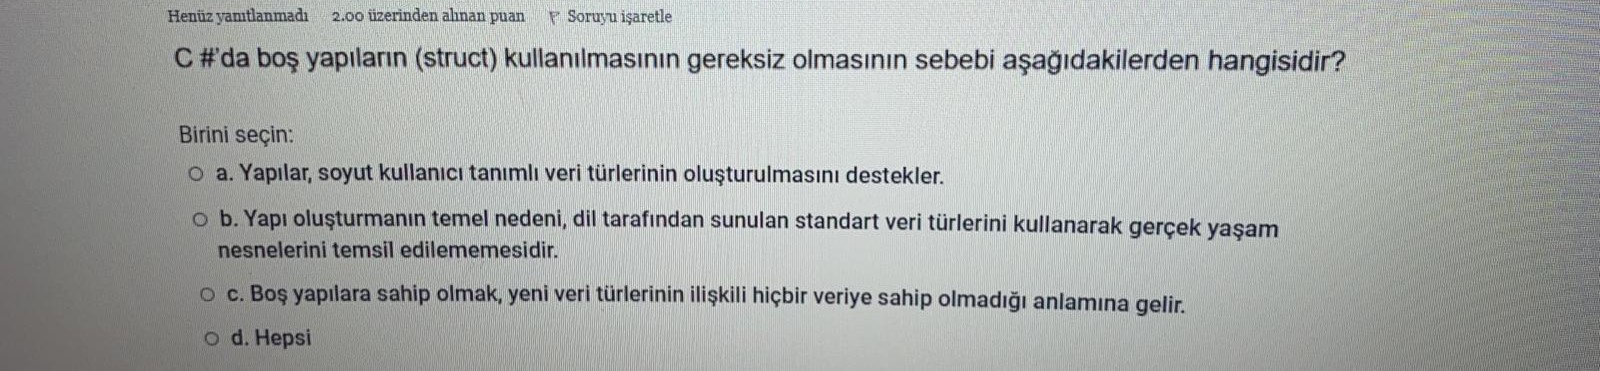 Henüz yanıtlanmadı 2.00 üzerinden alınan puan Soruyu işaretle
C #'da boş yapıların (struct) kullanılmasının gereksiz olmasının sebebi aşağıdakilerden hangisidir?
Birini seçin:
a. Yapılar, soyut kullanıcı tanımlı veri türlerinin oluşturulmasını destekler.
b. Yapı oluşturmanın temel nedeni, dil tarafından sunulan standart veri türlerini kullanarak gerçek yaşam
nesnelerini temsil edilememesidir.
c. Boş yapılara sahip olmak, yeni veri türlerinin ilişkili hiçbir veriye sahip olmadığı anlamına gelir.
d. Hepsi